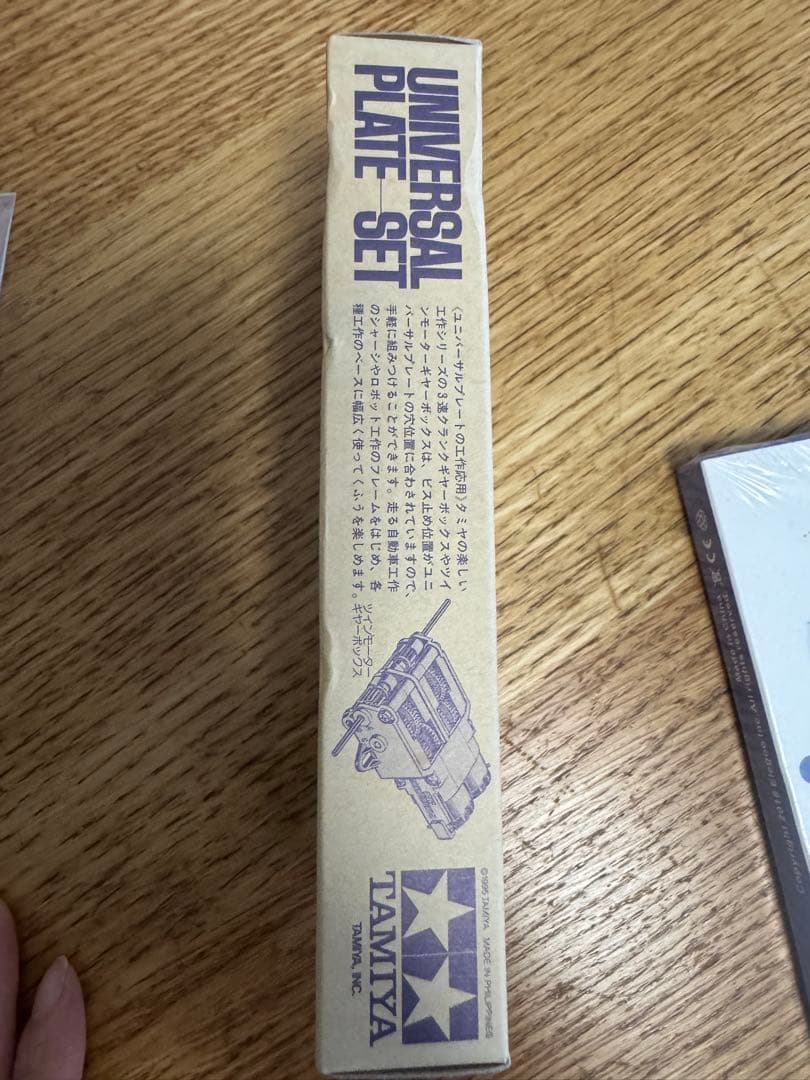 UNIVERSAL
PLATE SET
《ユニバーサルプレートの工作応用》タミヤの楽しい
工作シリーズの3速クランクギヤーボックスやツイ
ンモーターギヤーボックスは、ビス止め位置がユニ
バーサルプレートの穴位置に合わされていますので、
手軽に組みつけることができます。走る自動車工作
のシャーシやロボット工作のフレームをはじめ、各
種工作のベースに幅広く使ってくふうを楽しめます。
ツインモーター
ギヤーボックス
©1995 TAMIYA MADE IN PHILIPPINES
TAMIYA
TAMIYA, INC.
Made in China